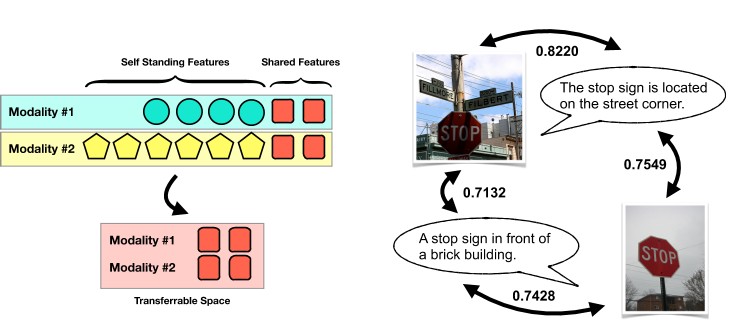 Self Standing Features
Shared Features
Modality #1
Modality #2
Modality #1
Modality #2
Transferrable Space
0.8220
FILLMORE
FILBERT
STOP
The stop sign is located
on the street corner.
0.7549
0.7132
A stop sign in front of
a brick building.
STOP
0.7428